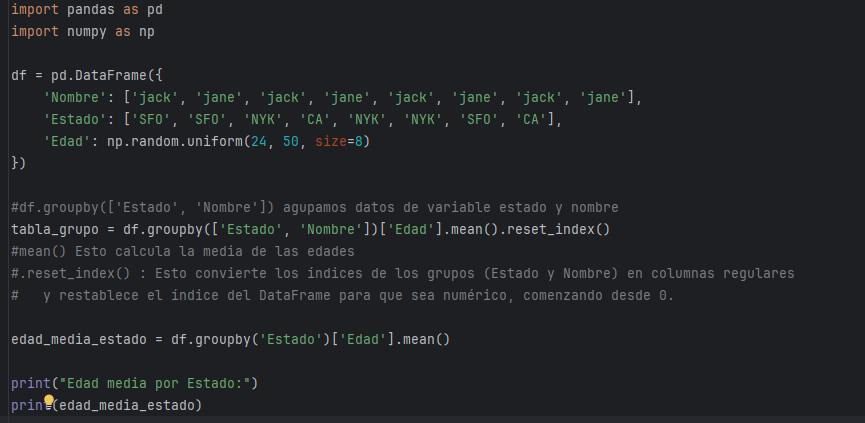 import pandas as pd
import numpy as np
df = pd.DataFrame({
    'Nombre': ['jack', 'jane', 'jack', 'jane', 'jack', 'jane', 'jack', 'jane'],
    'Estado': ['SFO', 'SFO', 'NYK', 'CA', 'NYK', 'NYK', 'SFO', 'CA'],
    'Edad': np.random.uniform(24, 50, size=8)
})
#df.groupby(['Estado', 'Nombre']) agupamos datos de variable estado y nombre
tabla_grupo = df.groupby(['Estado', 'Nombre'])['Edad'].mean().reset_index()
#mean() Esto calcula la media de las edades
#.reset_index() : Esto convierte los índices de los grupos (Estado y Nombre) en columnas regulares
#   y restablece el índice del DataFrame para que sea numérico, comenzando desde 0.
edad_media_estado = df.groupby('Estado')['Edad'].mean()
print("Edad media por Estado:")
print(edad_media_estado)